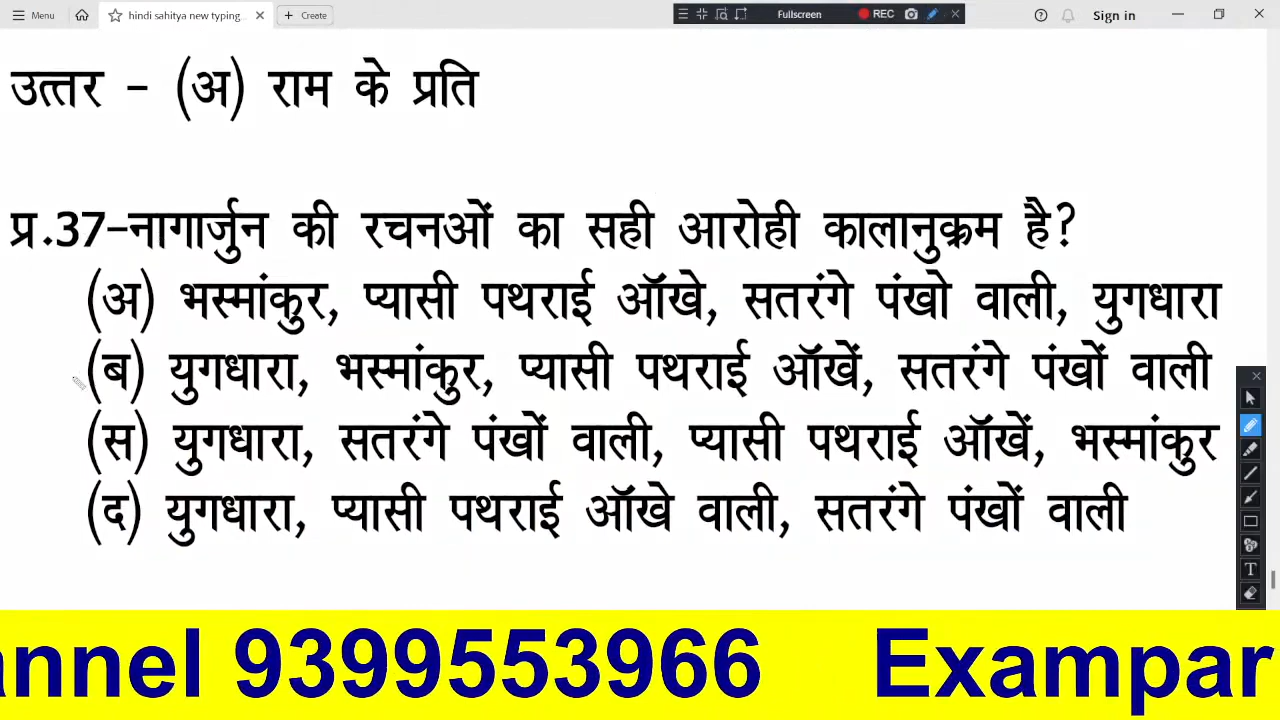 Menu
hindi sahitya new typing...
Create
Fullscreen
REC
Sign in
उत्तर - (अ) राम के प्रति
प्र.37-नागार्जुन की रचनओं का सही आरोही कालानुक्रम है?
(अ) भस्मांकुर, प्यासी पथराई ऑखे, सतरंगे पंखो वाली, युगधारा
(ब) युगधारा, भस्मांकुर, प्यासी पथराई ऑखें, सतरंगे पंखों वाली
(स) युगधारा, सतरंगे पंखों वाली, प्यासी पथराई ऑखें, भस्मांकुर
(द) युगधारा, प्यासी पथराई ऑखे वाली, सतरंगे पंखों वाली
annel 9399553966 Exampar